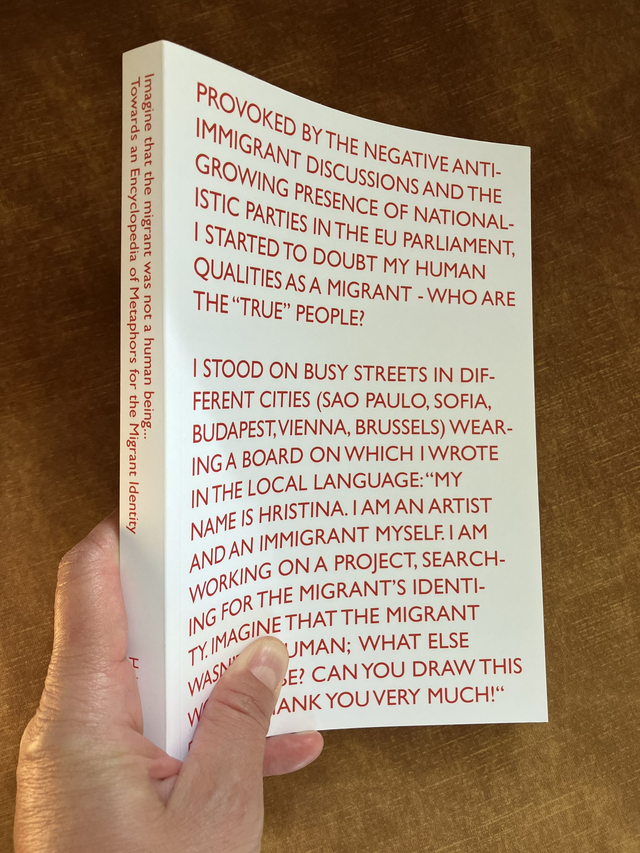 Imagine that the migrant was not a human being...
Towards an Encyclopedia of Metaphors for the Migrant Identity
PROVOKED BY THE NEGATIVE ANTI-
IMMIGRANT DISCUSSIONS AND THE
GROWING PRESENCE OF NATIONAL-
ISTIC PARTIES IN THE EU PARLIAMENT,
I STARTED TO DOUBT MY HUMAN
QUALITIES AS A MIGRANT - WHO ARE
THE “TRUE” PEOPLE?
I STOOD ON BUSY STREETS IN DIF-
FERENT CITIES (SAO PAULO, SOFIA,
BUDAPEST, VIENNA, BRUSSELS) WEAR-
ING A BOARD ON WHICH I WROTE
IN THE LOCAL LANGUAGE: “MY
NAME IS HRISTINA. I AM AN ARTIST
AND AN IMMIGRANT MYSELF. I AM
WORKING ON A PROJECT, SEARCH-
ING FOR THE MIGRANT’S IDENTI-
TY. IMAGINE THAT THE MIGRANT
HUMAN; WHAT ELSE
CAN YOU DRAW THIS
YOU VERY MUCH!“